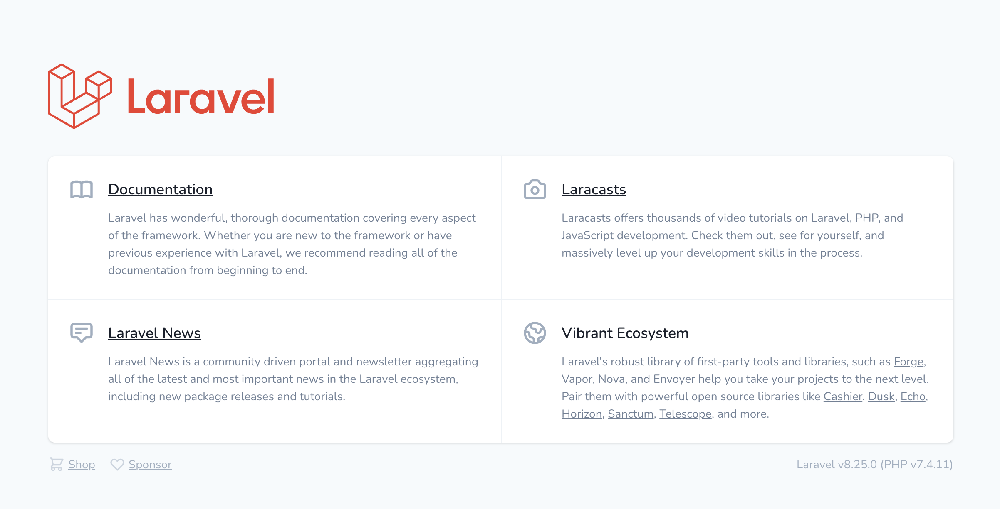 Laravel
Documentation
Laravel has wonderful, thorough documentation covering every aspect
of the framework. Whether you are new to the framework or have
previous experience with Laravel, we recommend reading all of the
documentation from beginning to end.
Laracasts
Laracasts offers thousands of video tutorials on Laravel, PHP, and
JavaScript development. Check them out, see for yourself, and
massively level up your development skills in the process.
Laravel News
Laravel News is a community driven portal and newsletter aggregating
all of the latest and most important news in the Laravel ecosystem,
including new package releases and tutorials.
Vibrant Ecosystem
Laravel's robust library of first-party tools and libraries, such as Forge,
Vapor, Nova, and Envoyer help you take your projects to the next level.
Pair them with powerful open source libraries like Cashier, Dusk, Echo,
Horizon, Sanctum, Telescope, and more.
Shop
Sponsor
Laravel v8.25.0 (PHP v7.4.11)